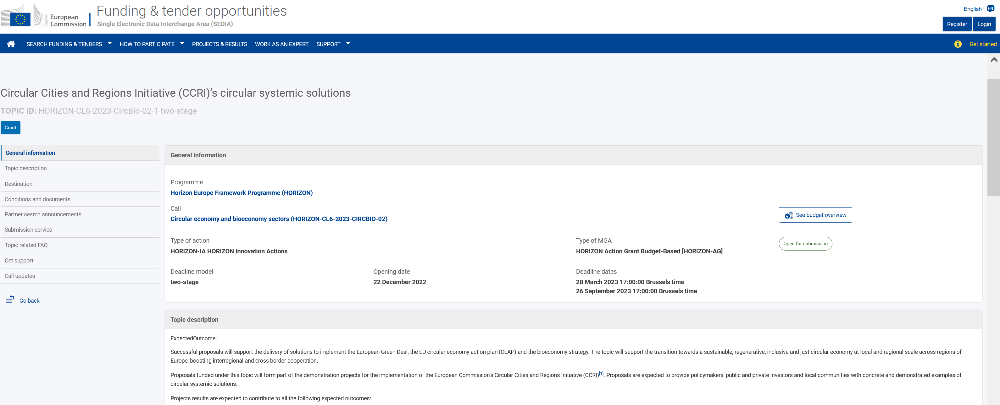 European
Commission
Funding & tender opportunities
Single Electronic Data Interchange Area (SEDIA)
English EN
Register Login
SEARCH FUNDING & TENDERS HOW TO PARTICIPATE PROJECTS & RESULTS WORK AS AN EXPERT SUPPORT Get started
Circular Cities and Regions Initiative (CCRI)’s circular systemic solutions
TOPIC ID: HORIZON-CL6-2023-CircBio-02-1-two-stage
Grant
General information
Topic description
Destination
Conditions and documents
Partner search announcements
Submission service
Topic related FAQ
Get support
Call updates
Go back
General information
Programme
Horizon Europe Framework Programme (HORIZON)
Call
Circular economy and bioeconomy sectors (HORIZON-CL6-2023-CIRCBIO-02)
See budget overview
Type of action
HORIZON-IA HORIZON Innovation Actions
Type of MGA
HORIZON Action Grant Budget-Based [HORIZON-AG]
Open for submission
Deadline model
two-stage
Opening date
22 December 2022
Deadline dates
28 March 2023 17:00:00 Brussels time
26 September 2023 17:00:00 Brussels time
Topic description
ExpectedOutcome:
Successful proposals will support the delivery of solutions to implement the European Green Deal, the EU circular economy action plan (CEAP) and the bioeconomy strategy. The topic will support the transition towards a sustainable, regenerative, inclusive and just circular economy at local and regional scale across regions of
Europe, boosting interregional and cross border cooperation.
Proposals funded under this topic will form part of the demonstration projects for the implementation of the European Commission’s Circular Cities and Regions Initiative (CCRI)[1]. Proposals are expected to provide policymakers, public and private investors and local communities with concrete and demonstrated examples of
circular systemic solutions.
Projects results are expected to contribute to all the following expected outcomes: